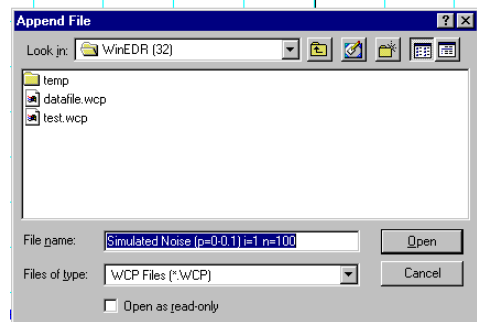 Append File
Look in: WinEDR (32)
temp
datafile.wcp
test.wcp
File name: Simulated Noise (p=0-0.1) i=1 n=100 Open
Files of type: WCP Files (*.WCP) Cancel
Open as read-only